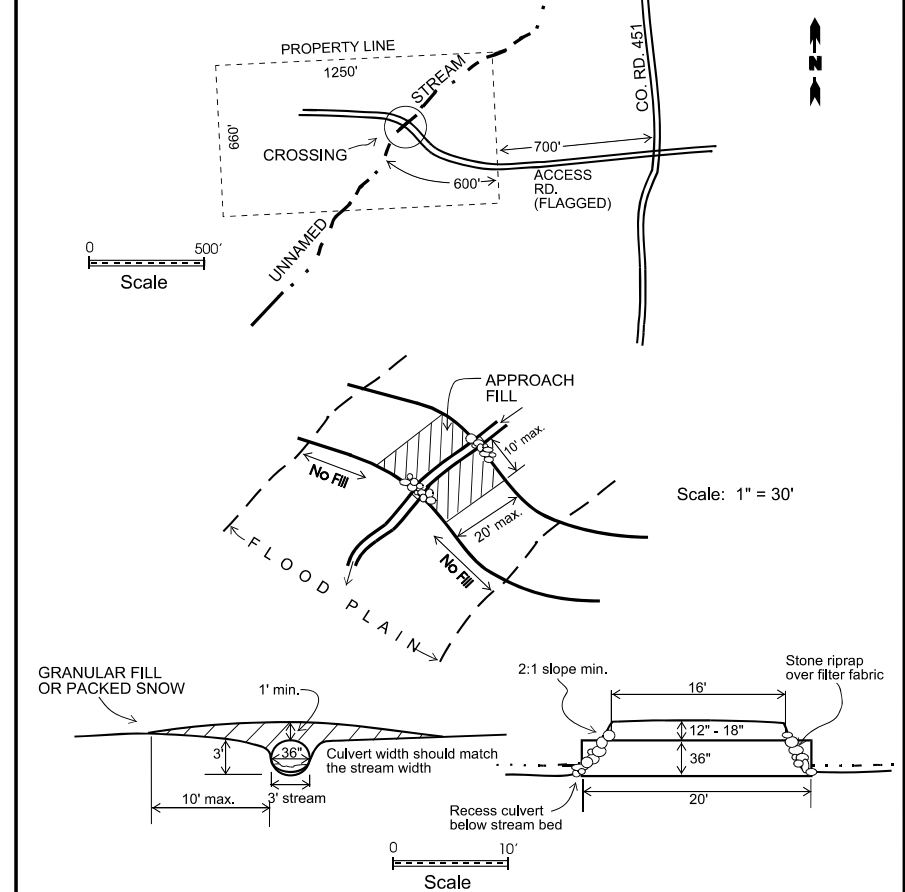 PROPERTY LINE
1250'
STREAM
CO. RD. 451
N
660'
CROSSING
700'
600'
ACCESS
RD.
(FLAGGED)
UNNAMED
0 500'
Scale
APPROACH
FILL
10' max.
No Fill
Scale: 1" = 30'
20' max.
No Fill
FLOOD PLAIN
GRANULAR FILL
OR PACKED SNOW
1' min.
3'
36"
Culvert width should match
the stream width
10' max.
3' stream
2:1 slope min.
Stone riprap
over filter fabric
16'
12" - 18"
36"
Recess culvert
below stream bed
20'
0 10'
Scale